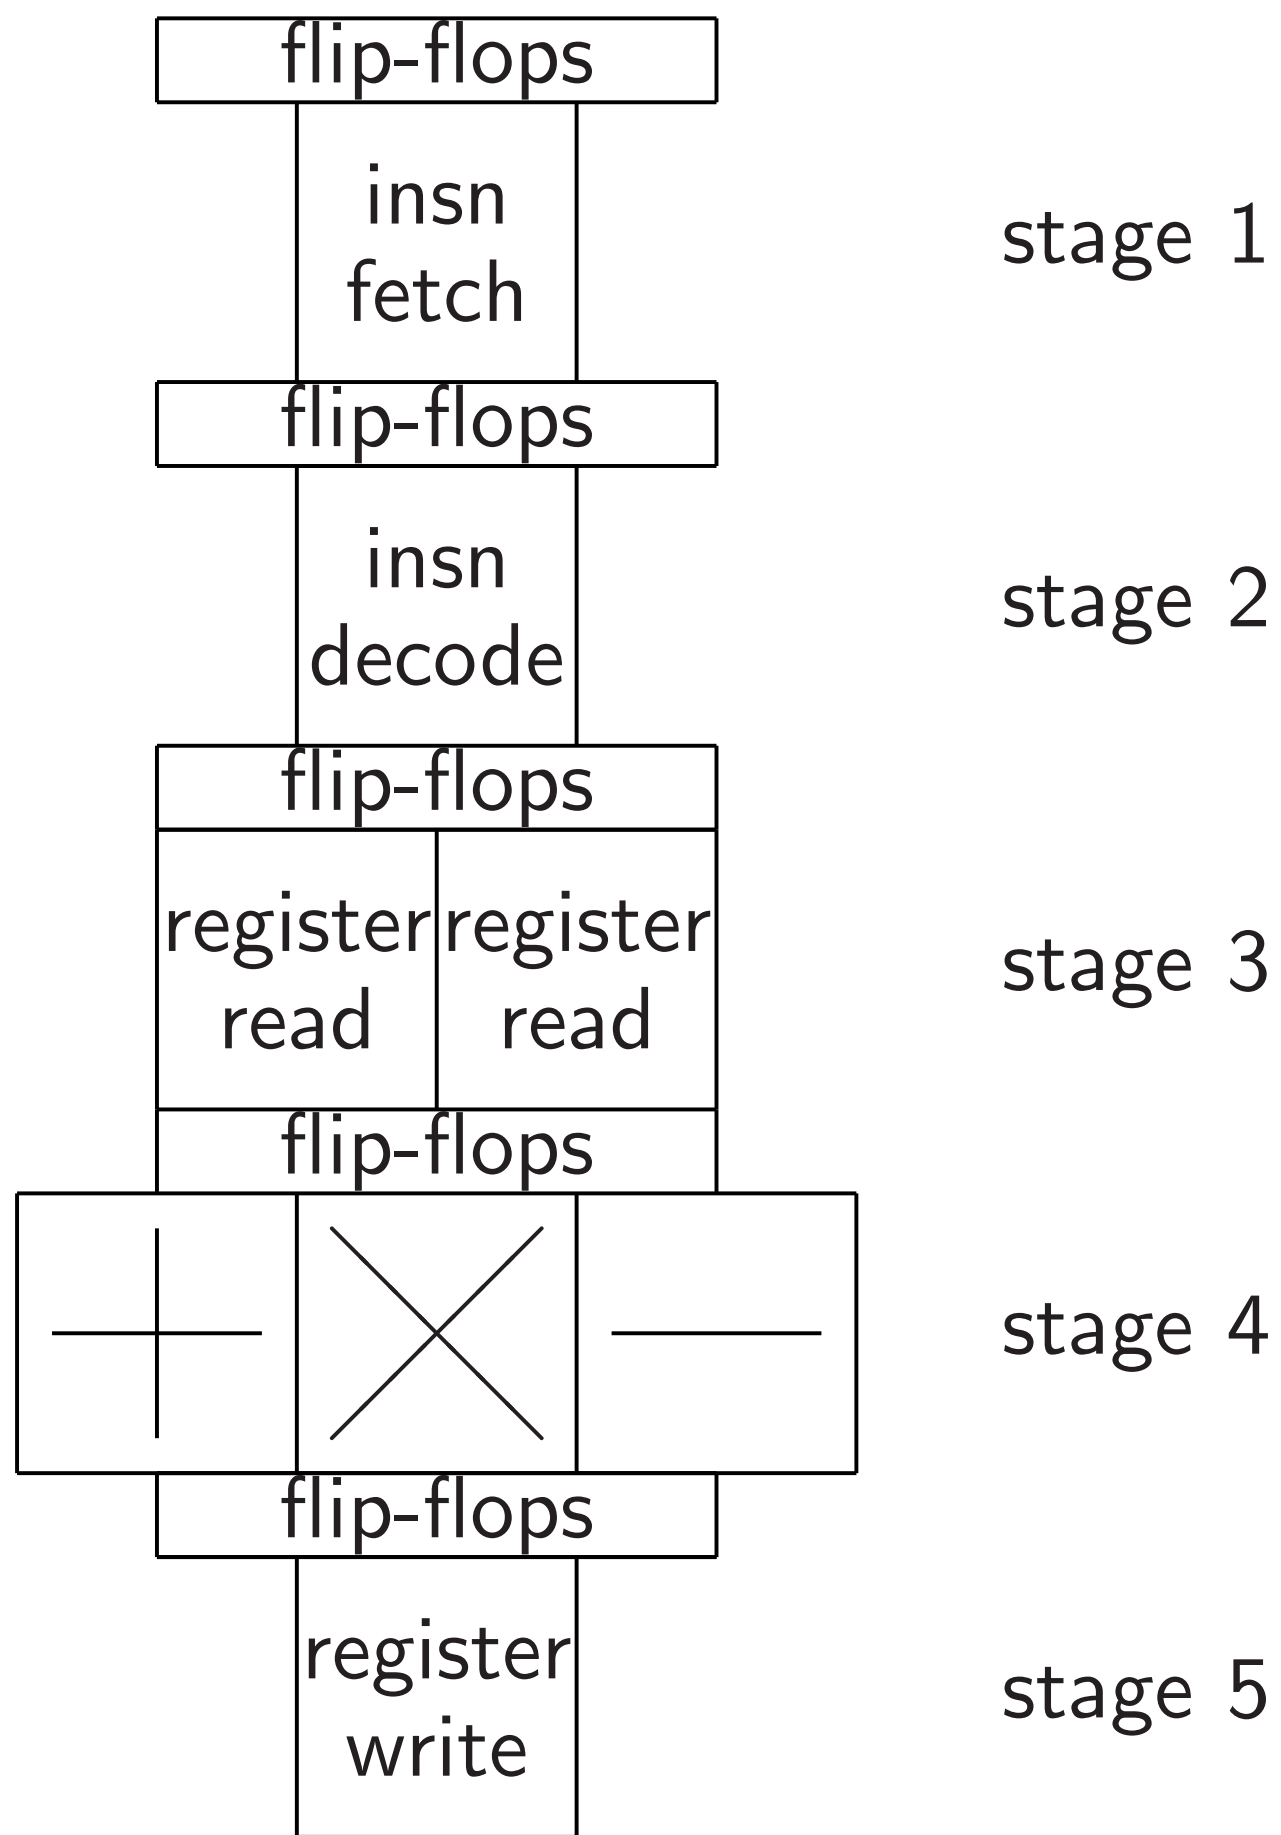 flip-flops
insn
fetch
stage 1
flip-flops
insn
decode
stage 2
flip-flops
register register
read read
stage 3
flip-flops
stage 4
flip-flops
register
write
stage 5